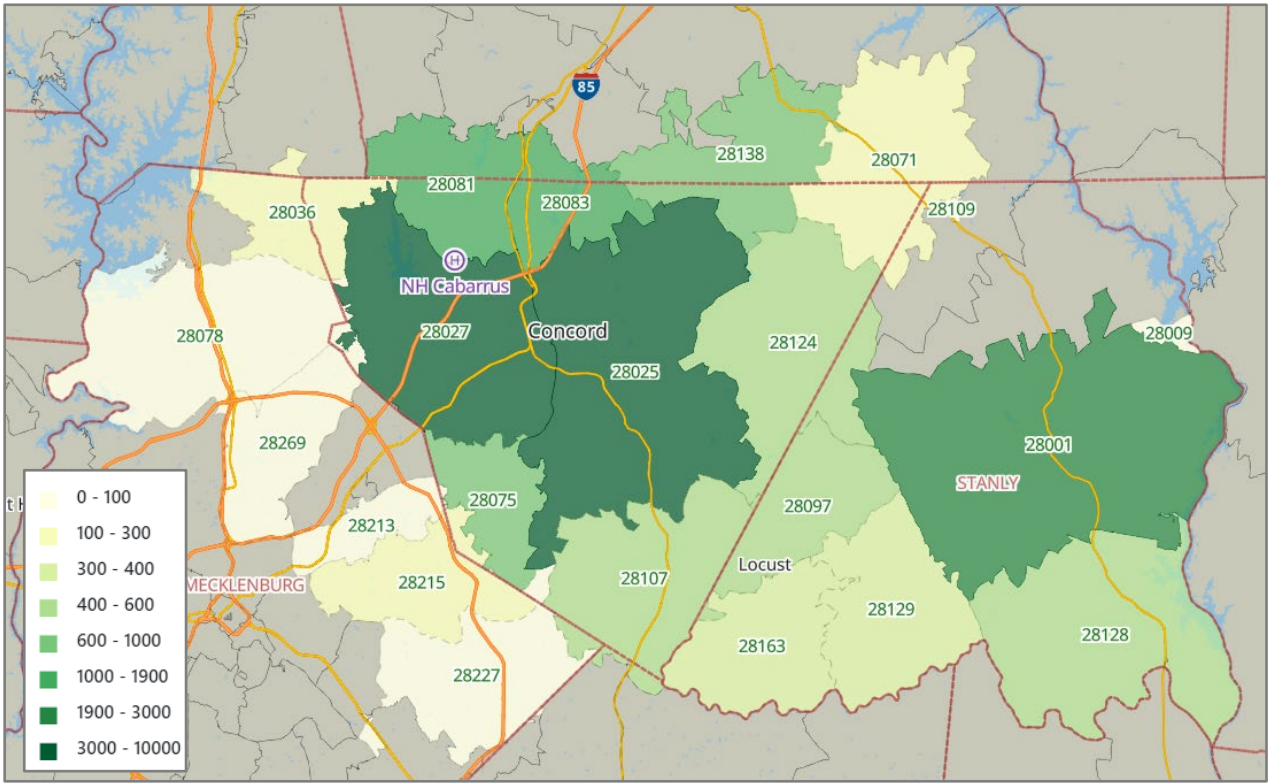 85
28138
28071
28081
28083
28036
28109
H
NH Cabarrus
28078
28027
Concord
28124
28009
28025
28269
28001
STANLY
28075
28097
28213
Locust
28107
28215
MECKLENBURG
28129
28163
28128
28227
t H
0 - 100
100 - 300
300 - 400
400 - 600
600 - 1000
1000 - 1900
1900 - 3000
3000 - 10000